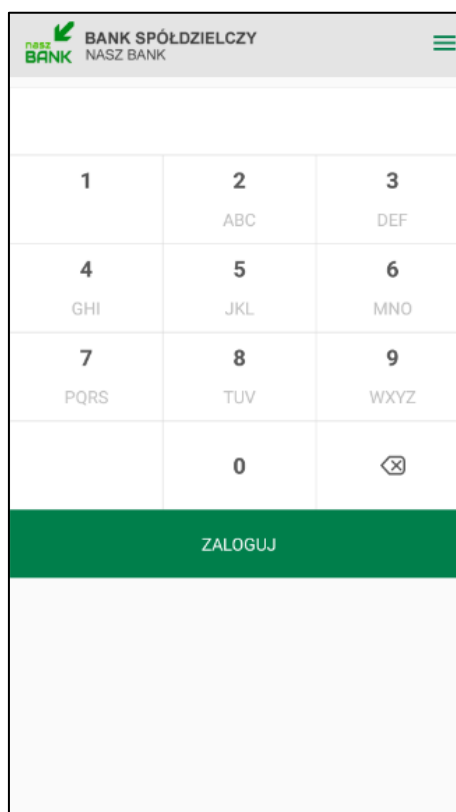 nasz
BANK
BANK SPÓŁDZIELCZY
NASZ BANK
1 2 3
ABC DEF
4 5 6
GHI JKL MNO
7 8 9
PQRS TUV WXYZ
0
ZALOGUJ